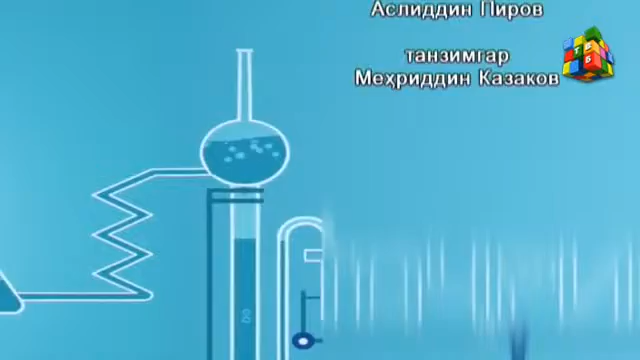 Аслиддин Пиров
танзимгар
Меҳриддин Казаков